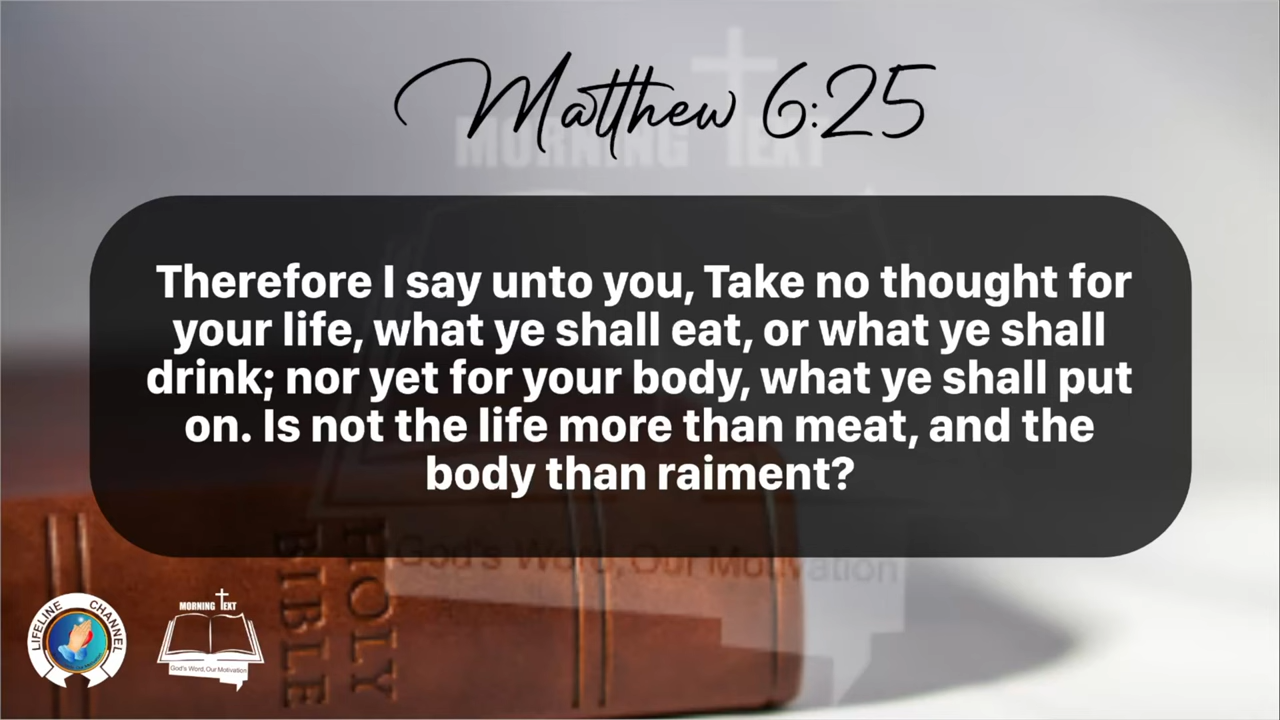 Matthew 6:25
MORNING TEXT
Therefore I say unto you, Take no thought for
your life, what ye shall eat, or what ye shall
drink; nor yet for your body, what ye shall put
on. Is not the life more than meat, and the
body than raiment?
God's Word, Our Motivation
HOLY
BIBLE
LIFELINE CHANNEL
MORNING TEXT
God's Word, Our Motivation